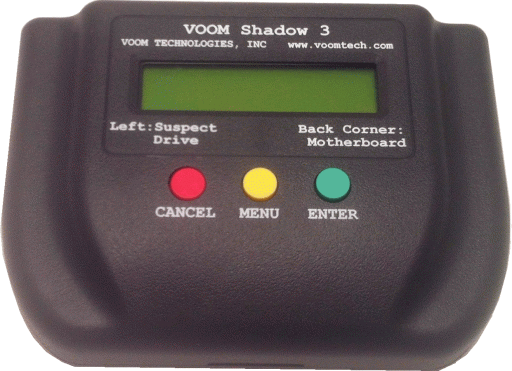 VOOM Shadow 3
VOOM TECHNOLOGIES, INC www.voomtech.com
Left:Suspect
Drive
Back Corner:
Motherboard
CANCEL MENU ENTER